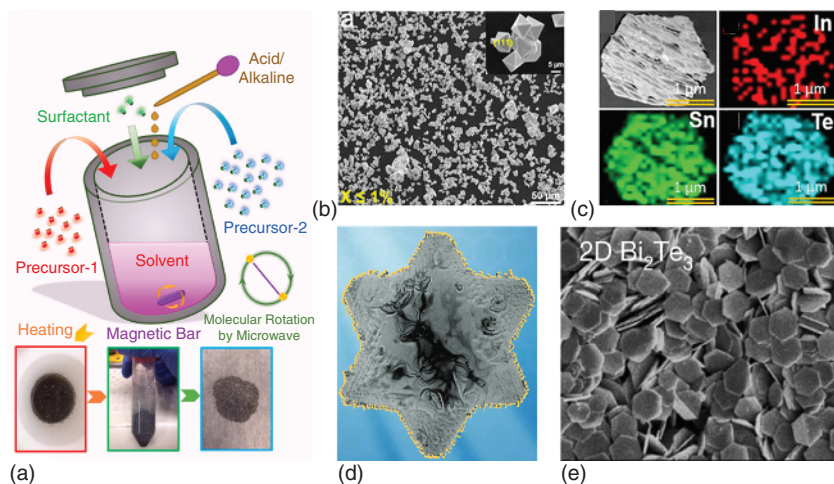 Acid/
Alkaline
Surfactant
Precursor-1
Precursor-2
Solvent
Molecular Rotation
by Microwave
Heating
Magnetic Bar
(a)
a
(111)
5 µm
X ≤ 1%
50 µm
(b)
In
1 µm
1 µm
Sn
1 µm
Te
1 µm
(c)
(d)
2D Bi₂Te₃
(e)